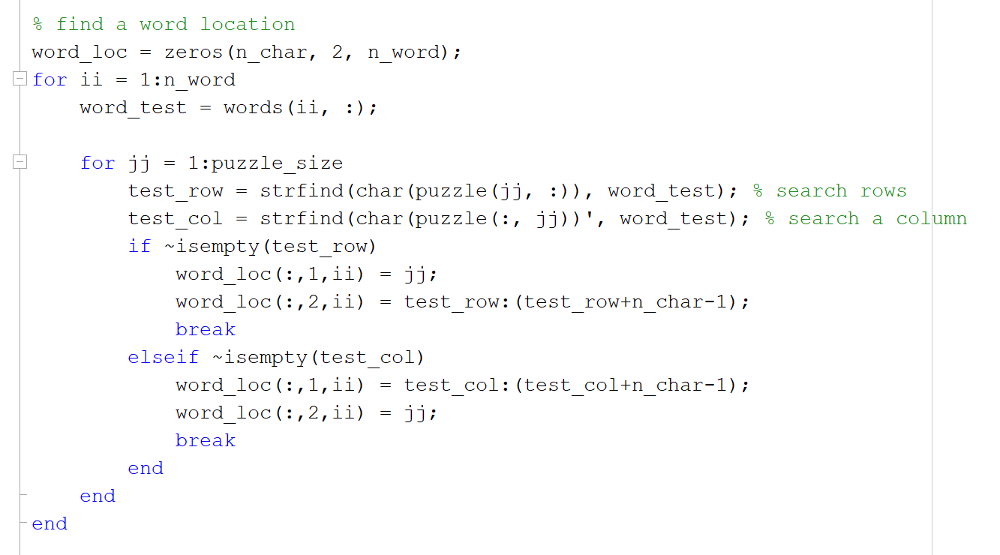 % find a word location
word_loc = zeros(n_char, 2, n_word);
for ii = 1:n_word
    word_test = words(ii, :);

    for jj = 1:puzzle_size
        test_row = strfind(char(puzzle(jj, :)), word_test); % search rows
        test_col = strfind(char(puzzle(:, jj))', word_test); % search a column
        if ~isempty(test_row)
            word_loc(:,1,ii) = jj;
            word_loc(:,2,ii) = test_row:(test_row+n_char-1);
            break
        elseif ~isempty(test_col)
            word_loc(:,1,ii) = test_col:(test_col+n_char-1);
            word_loc(:,2,ii) = jj;
            break
        end
    end
end